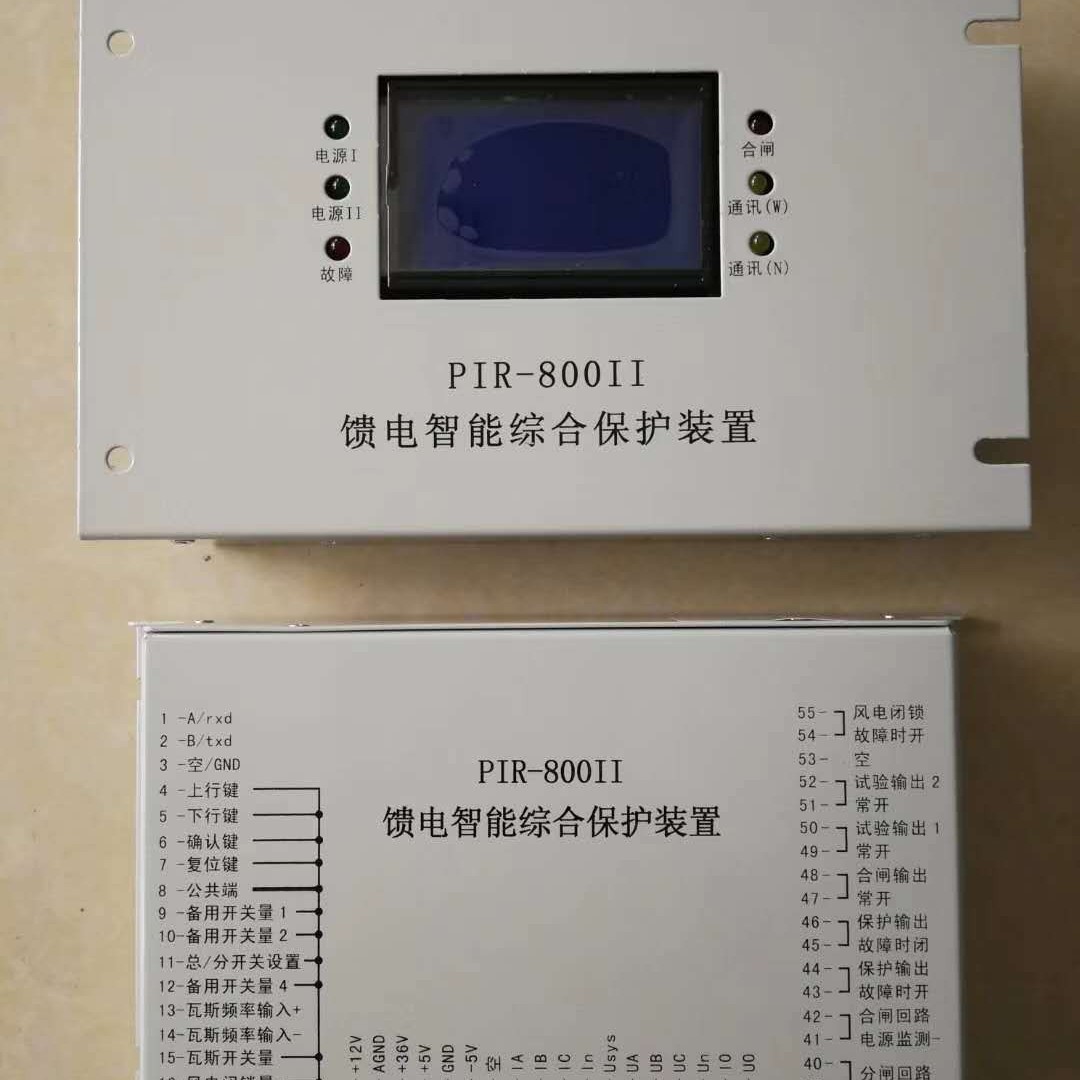 电源I
电源II
故障
合闸
通讯(W)
通讯(N)
PIR-800II
馈电智能综合保护装置
1 -A/rxd
2 -B/txd
3 -空/GND
4 -上行键
5 -下行键
6 -确认键
7 -复位键
8 -公共端
9 -备用开关量 1
10-备用开关量 2
11-总/分开关设置
12-备用开关量 4
13-瓦斯频率输入+
14-瓦斯频率输入-
15-瓦斯开关量
PIR-800II
馈电智能综合保护装置
+12V
AGND
+36V
+5V
GND
-5V
空
IA
IB
IC
In
Usys
UA
UB
UC
Un
IO
UO
55- 风电闭锁
54- 故障时开
53- 空
52- 试验输出 2
51- 常开
50- 试验输出 1
49- 常开
48- 合闸输出
47- 常开
46- 保护输出
45- 故障时闭
44- 保护输出
43- 故障时开
42- 合闸回路
41- 电源监测-
40- 分闸回路